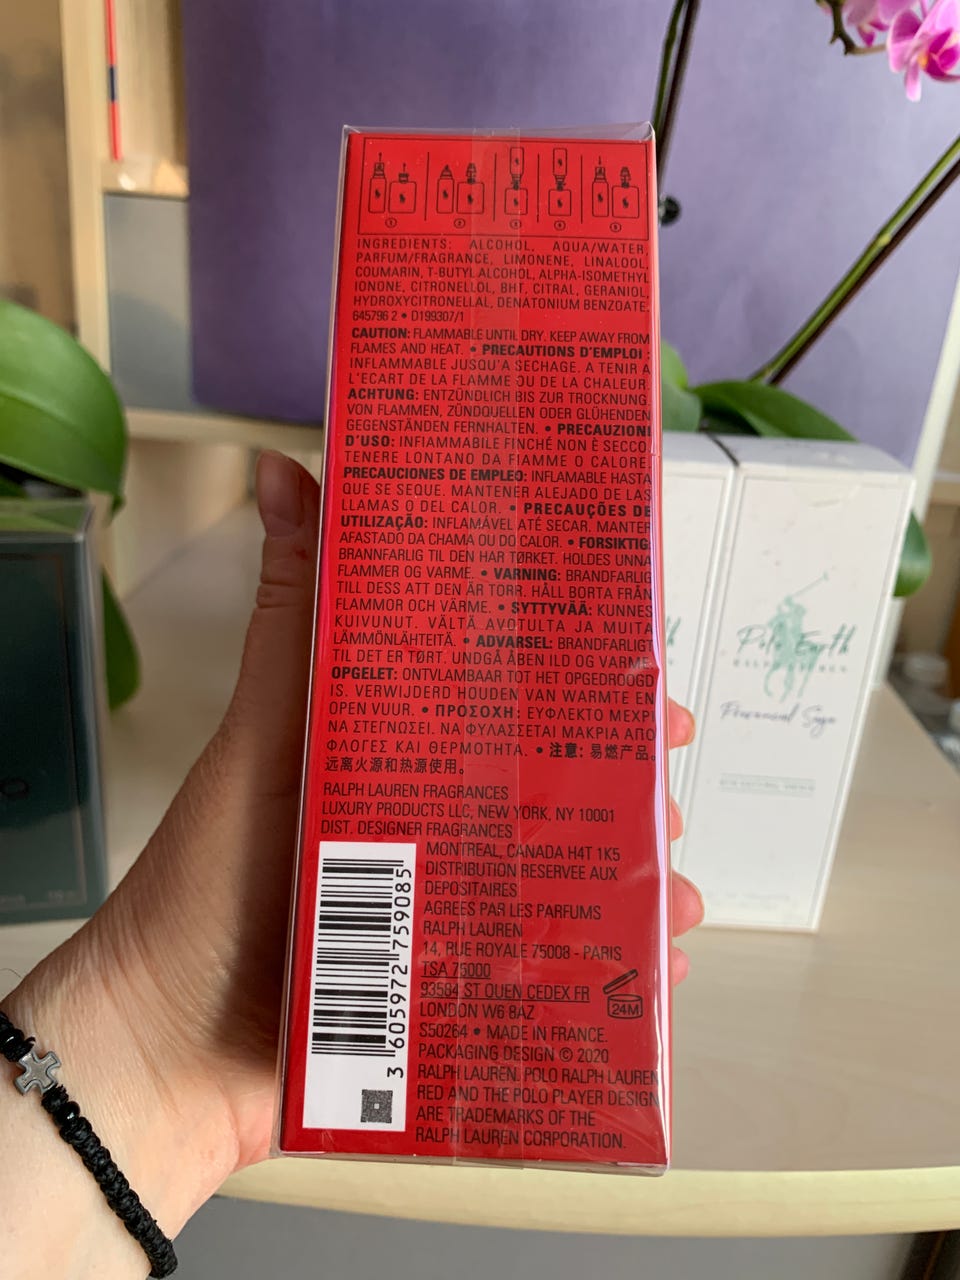 1 2 3 4 5
INGREDIENTS: ALCOHOL, AQUA/WATER
PARFUM/FRAGRANCE, LIMONENE, LINALOOL,
COUMARIN, T-BUTYL ALCOHOL, ALPHA-ISOMETHYL
IONONE, CITRONELLOL, BHT, CITRAL, GERANIOL,
HYDROXYCITRONELLAL, DENATONIUM BENZOATE.
645796 2 • D199307/1
CAUTION: FLAMMABLE UNTIL DRY. KEEP AWAY FROM
FLAMES AND HEAT. • PRECAUTIONS D'EMPLOI :
INFLAMMABLE JUSQU'A SECHAGE. A TENIR A
L'ECART DE LA FLAMME OU DE LA CHALEUR.
ACHTUNG: ENTZÜNDLICH BIS ZUR TROCKNUNG.
VON FLAMMEN, ZÜNDQUELLEN ODER GLÜHENDEN
GEGENSTÄNDEN FERNHALTEN. • PRECAUZIONI
D'USO: INFIAMMABILE FINCHÉ NON È SECCO.
TENERE LONTANO DA FIAMME O CALORE.
PRECAUCIONES DE EMPLEO: INFLAMABLE HASTA
QUE SE SEQUE. MANTENER ALEJADO DE LAS
LLAMAS O DEL CALOR. • PRECAUÇÕES DE
UTILIZAÇÃO: INFLAMÁVEL ATÉ SECAR. MANTER
AFASTADO DA CHAMA OU DO CALOR. • FORSIKTIG:
BRANNFARLIG TIL DEN HAR TØRKET. HOLDES UNNA
FLAMMER OG VARME. • VARNING: BRANDFARLIG
TILL DESS ATT DEN ÄR TORR. HÅLL BORTA FRÅN
FLAMMOR OCH VÄRME. • SYTTYVÄÄ: KUNNES
KUIVUNUT. VÄLTÄ AVOTULTA JA MUITA
LÄMMÖNLÄHTEITÄ. • ADVARSEL: BRANDFARLIGT
TIL DET ER TØRT. UNDGÅ ÅBEN ILD OG VARME.
OPGELET: ONTVLAMBAAR TOT HET OPGEDROOGD
IS. VERWIJDERD HOUDEN VAN WARMTE EN
OPEN VUUR. • ΠΡΟΣΟΧΗ: ΕΥΦΛΕΚΤΟ ΜΕΧΡΙ
ΝΑ ΣΤΕΓΝΩΣΕΙ. ΝΑ ΦΥΛΑΣΣΕΤΑΙ ΜΑΚΡΙΑ ΑΠΟ
ΦΛΟΓΕΣ ΚΑΙ ΘΕΡΜΟΤΗΤΑ. • 注意: 易燃产品。
远离火源和热源使用。
RALPH LAUREN FRAGRANCES
LUXURY PRODUCTS LLC, NEW YORK, NY 10001
DIST. DESIGNER FRAGRANCES
MONTREAL, CANADA H4T 1K5
DISTRIBUTION RESERVEE AUX
DEPOSITAIRES
AGREES PAR LES PARFUMS
RALPH LAUREN
14, RUE ROYALE 75008 - PARIS
TSA 75000
93584 ST OUEN CEDEX FR
LONDON W6 8AZ
S50264 • MADE IN FRANCE.
PACKAGING DESIGN © 2020
RALPH LAUREN. POLO RALPH LAUREN
RED AND THE POLO PLAYER DESIGN
ARE TRADEMARKS OF THE
RALPH LAUREN CORPORATION.
24M
3 605972 759085
Polo Earth
RALPH LAUREN
Provencial Sage